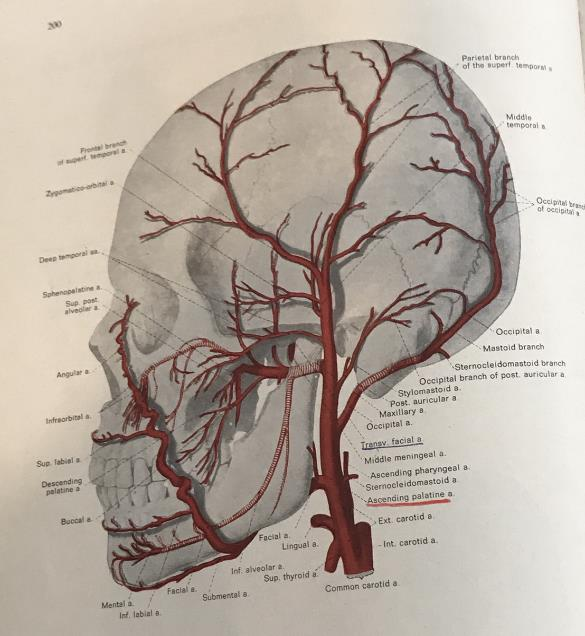 200
Parietal branch
of the superf. temporal a.
Middle
temporal a.
Frontal branch
of superf. temporal a.
Zygomatico-orbital a.
Occipital branch
of occipital a.
Deep temporal aa.
Sphenopalatine a.
Sup. post.
alveolar a.
Angular a.
Infraorbital a.
Sup. labial a.
Descending
palatine a
Buccal a.
Occipital a.
Mastoid branch
Sternocleidomastoid branch
Occipital branch of post. auricular a.
Stylomastoid a.
Post. auricular a.
Maxillary a.
Occipital a.
Transv. facial a
Middle meningeal a.
Ascending pharyngeal a.
Sternocleidomastoid a.
Ascending palatine a.
Ext. carotid a.
Int. carotid a.
Common carotid a.
Facial a.
Lingual a.
Inf. alveolar a.
Sup. thyroid a.
Facial a.
Submental a.
Mental a.
Inf. labial a.